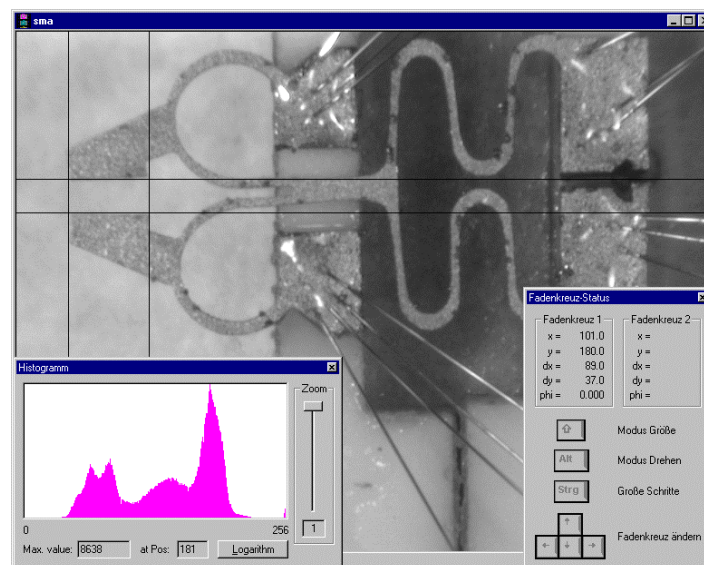 sma
Fadenkreuz-Status
Fadenkreuz 1
x = 101.0
y = 180.0
dx = 89.0
dy = 37.0
phi = 0.000
Fadenkreuz 2
x =
y =
dx =
dy =
phi =
Modus Größe
Alt Modus Drehen
Strg Große Schritte
Fadenkreuz ändern
Histogramm
Zoom
1
0 256
Max. value: 8638 at Pos: 181 Logarithm